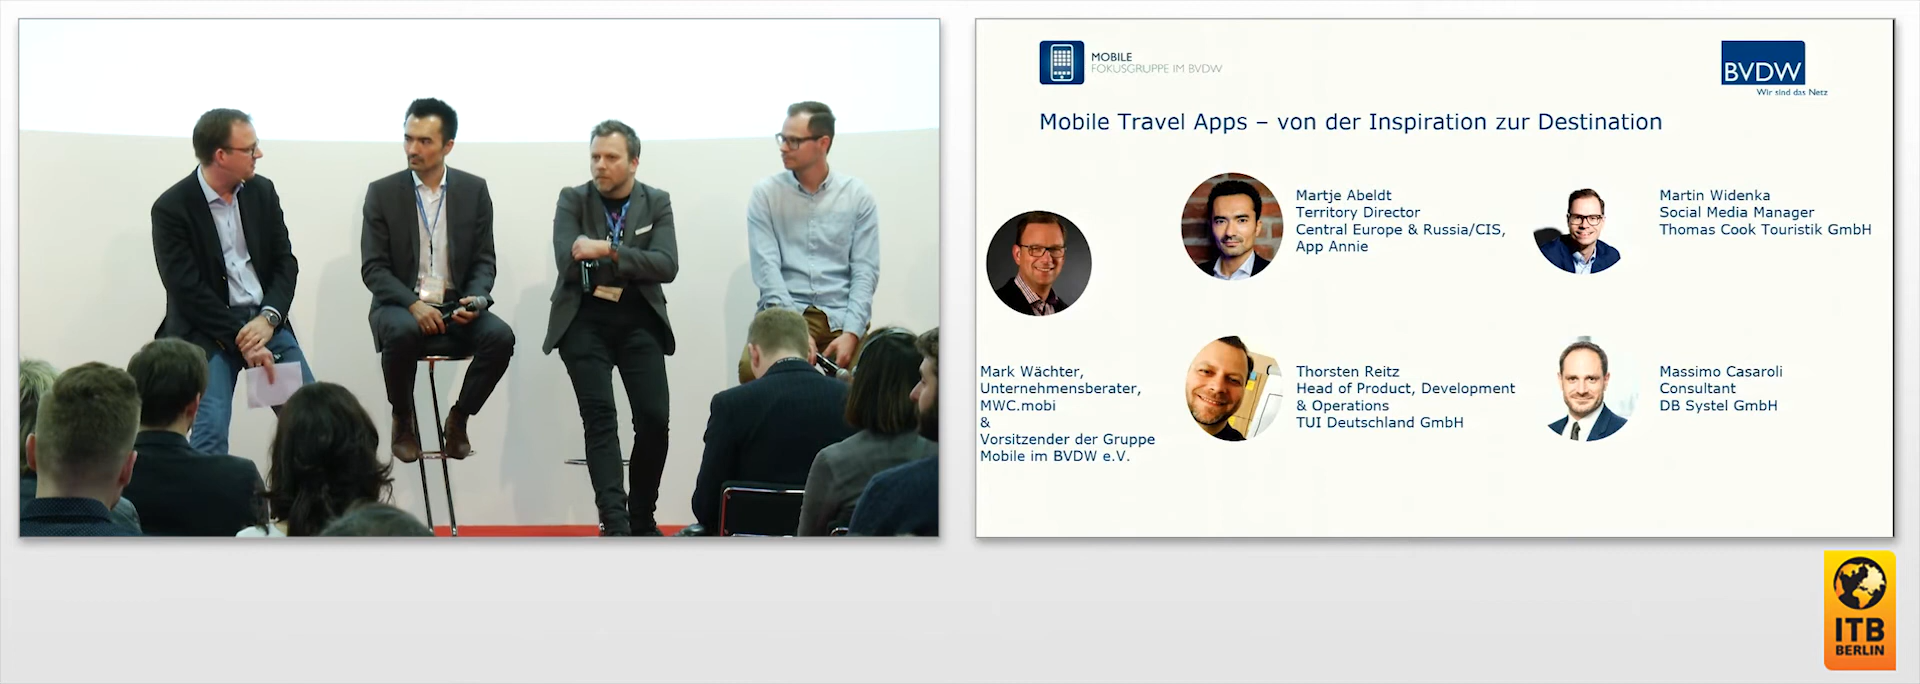 MOBILE
FOKUSGRUPPE IM BVDW
BVDW
Wir sind das Netz
Mobile Travel Apps – von der Inspiration zur Destination
Mark Wächter,
Unternehmensberater,
MWC.mobi
&
Vorsitzender der Gruppe
Mobile im BVDW e.V.
Martje Abeldt
Territory Director
Central Europe & Russia/CIS,
App Annie
Martin Widenka
Social Media Manager
Thomas Cook Touristik GmbH
Thorsten Reitz
Head of Product, Development
& Operations
TUI Deutschland GmbH
Massimo Casaroli
Consultant
DB Systel GmbH
ITB
BERLIN